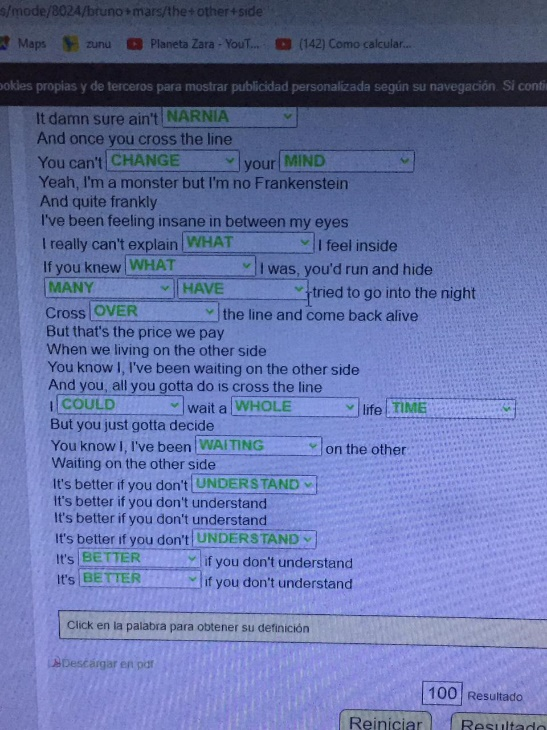 s/mode/8024/bruno+mars/the+other+side
Maps zunu Planeta Zara - YouT... (142) Como calcular...
ookies propias y de terceros para mostrar publicidad personalizada según su navegación. Si conti
It damn sure ain't NARNIA
And once you cross the line
You can't CHANGE your MIND
Yeah, I'm a monster but I'm no Frankenstein
And quite frankly
I've been feeling insane in between my eyes
I really can't explain WHAT I feel inside
If you knew WHAT I was, you'd run and hide
MANY HAVE tried to go into the night
Cross OVER the line and come back alive
But that's the price we pay
When we living on the other side
You know I, I've been waiting on the other side
And you, all you gotta do is cross the line
I COULD wait a WHOLE life TIME
But you just gotta decide
You know I, I've been WAITING on the other
Waiting on the other side
It's better if you don't UNDERSTAND
It's better if you don't understand
It's better if you don't understand
It's better if you don't UNDERSTAND
It's BETTER if you don't understand
It's BETTER if you don't understand
Click en la palabra para obtener su definición
Descargar en pdf
100 Resultado
Reiniciar Resultado